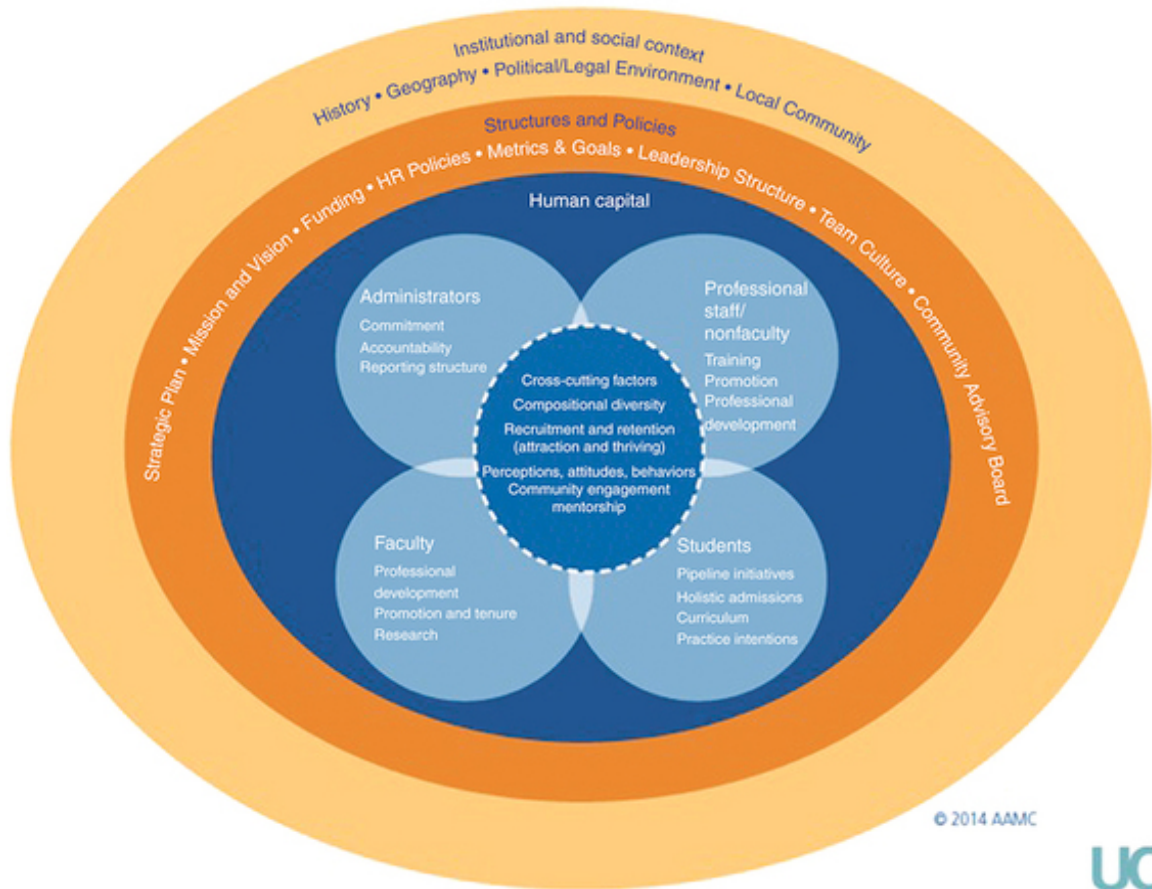 Institutional and social context
History • Geography • Political/Legal Environment • Local Community
Structures and Policies
Strategic Plan • Mission and Vision • Funding • HR Policies • Metrics & Goals • Leadership Structure • Team Culture • Community Advisory Board
Human capital
Administrators
Commitment
Accountability
Reporting structure
Professional
staff/
nonfaculty
Training
Promotion
Professional
development
Cross-cutting factors
Compositional diversity
Recruitment and retention
(attraction and thriving)
Perceptions, attitudes, behaviors
Community engagement
mentorship
Faculty
Professional
development
Promotion and tenure
Research
Students
Pipeline initiatives
Holistic admissions
Curriculum
Practice intentions
© 2014 AAMC